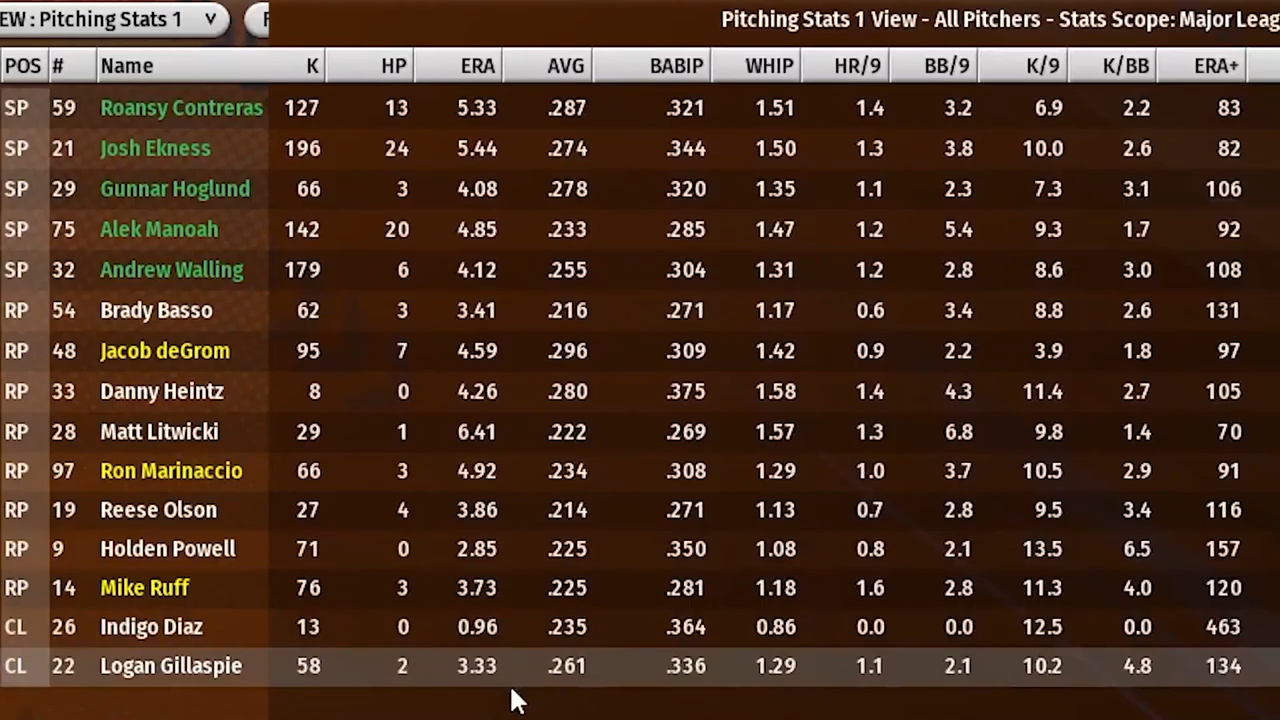 EW : Pitching Stats 1 v Pitching Stats 1 View - All Pitchers - Stats Scope: Major Leag
POS # Name K HP ERA AVG BABIP WHIP HR/9 BB/9 K/9 K/BB ERA+
SP 59 Roansy Contreras 127 13 5.33 .287 .321 1.51 1.4 3.2 6.9 2.2 83
SP 21 Josh Ekness 196 24 5.44 .274 .344 1.50 1.3 3.8 10.0 2.6 82
SP 29 Gunnar Hoglund 66 3 4.08 .278 .320 1.35 1.1 2.3 7.3 3.1 106
SP 75 Alek Manoah 142 20 4.85 .233 .285 1.47 1.2 5.4 9.3 1.7 92
SP 32 Andrew Walling 179 6 4.12 .255 .304 1.31 1.2 2.8 8.6 3.0 108
RP 54 Brady Basso 62 3 3.41 .216 .271 1.17 0.6 3.4 8.8 2.6 131
RP 48 Jacob deGrom 95 7 4.59 .296 .309 1.42 0.9 2.2 3.9 1.8 97
RP 33 Danny Heintz 8 0 4.26 .280 .375 1.58 1.4 4.3 11.4 2.7 105
RP 28 Matt Litwicki 29 1 6.41 .222 .269 1.57 1.3 6.8 9.8 1.4 70
RP 97 Ron Marinaccio 66 3 4.92 .234 .308 1.29 1.0 3.7 10.5 2.9 91
RP 19 Reese Olson 27 4 3.86 .214 .271 1.13 0.7 2.8 9.5 3.4 116
RP 9 Holden Powell 71 0 2.85 .225 .350 1.08 0.8 2.1 13.5 6.5 157
RP 14 Mike Ruff 76 3 3.73 .225 .281 1.18 1.6 2.8 11.3 4.0 120
CL 26 Indigo Diaz 13 0 0.96 .235 .364 0.86 0.0 0.0 12.5 0.0 463
CL 22 Logan Gillaspie 58 2 3.33 .261 .336 1.29 1.1 2.1 10.2 4.8 134